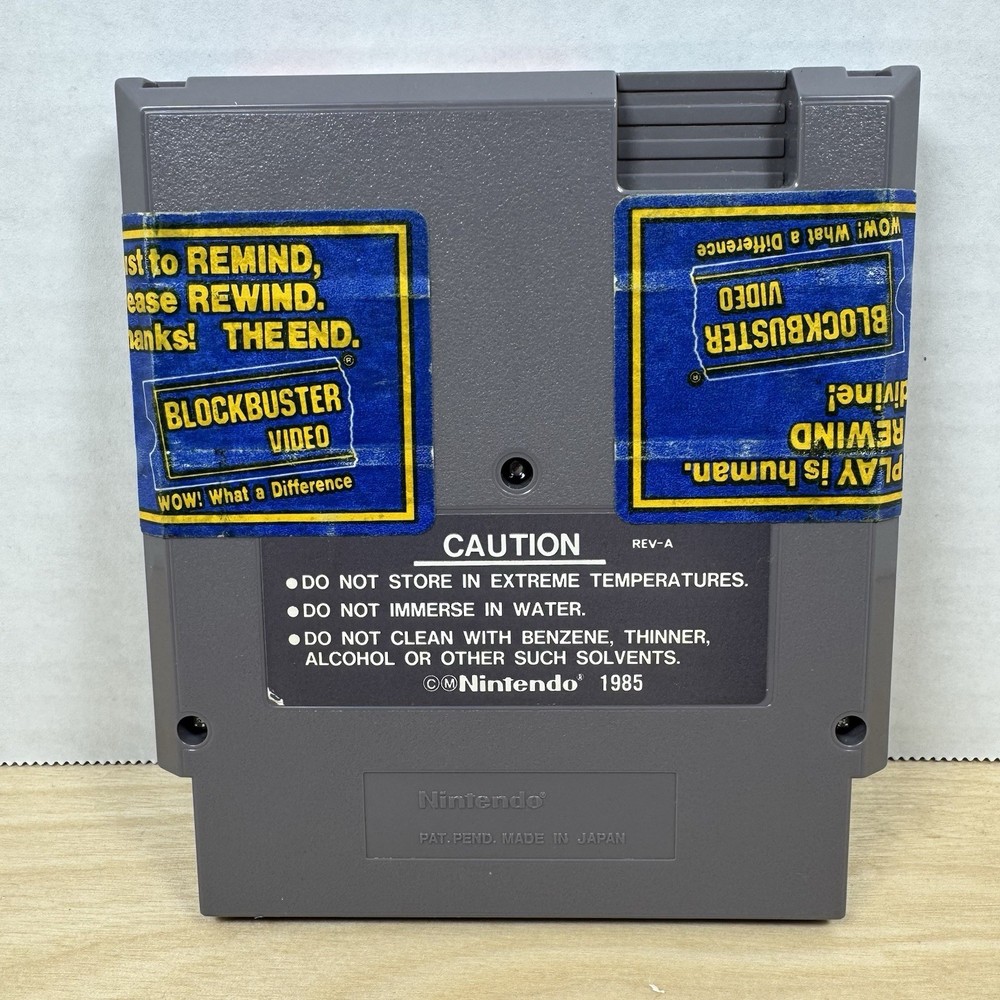 st to REMIND,
ease REWIND.
anks! THE END.
BLOCKBUSTER®
VIDEO
WOW! What a Difference
PLAY is human.
REWIND
divine!
BLOCKBUSTER®
VIDEO
WOW! What a Difference
CAUTION REV-A
●DO NOT STORE IN EXTREME TEMPERATURES.
●DO NOT IMMERSE IN WATER.
●DO NOT CLEAN WITH BENZENE, THINNER,
ALCOHOL OR OTHER SUCH SOLVENTS.
©ⓂNintendo® 1985
Nintendo®
PAT. PEND. MADE IN JAPAN